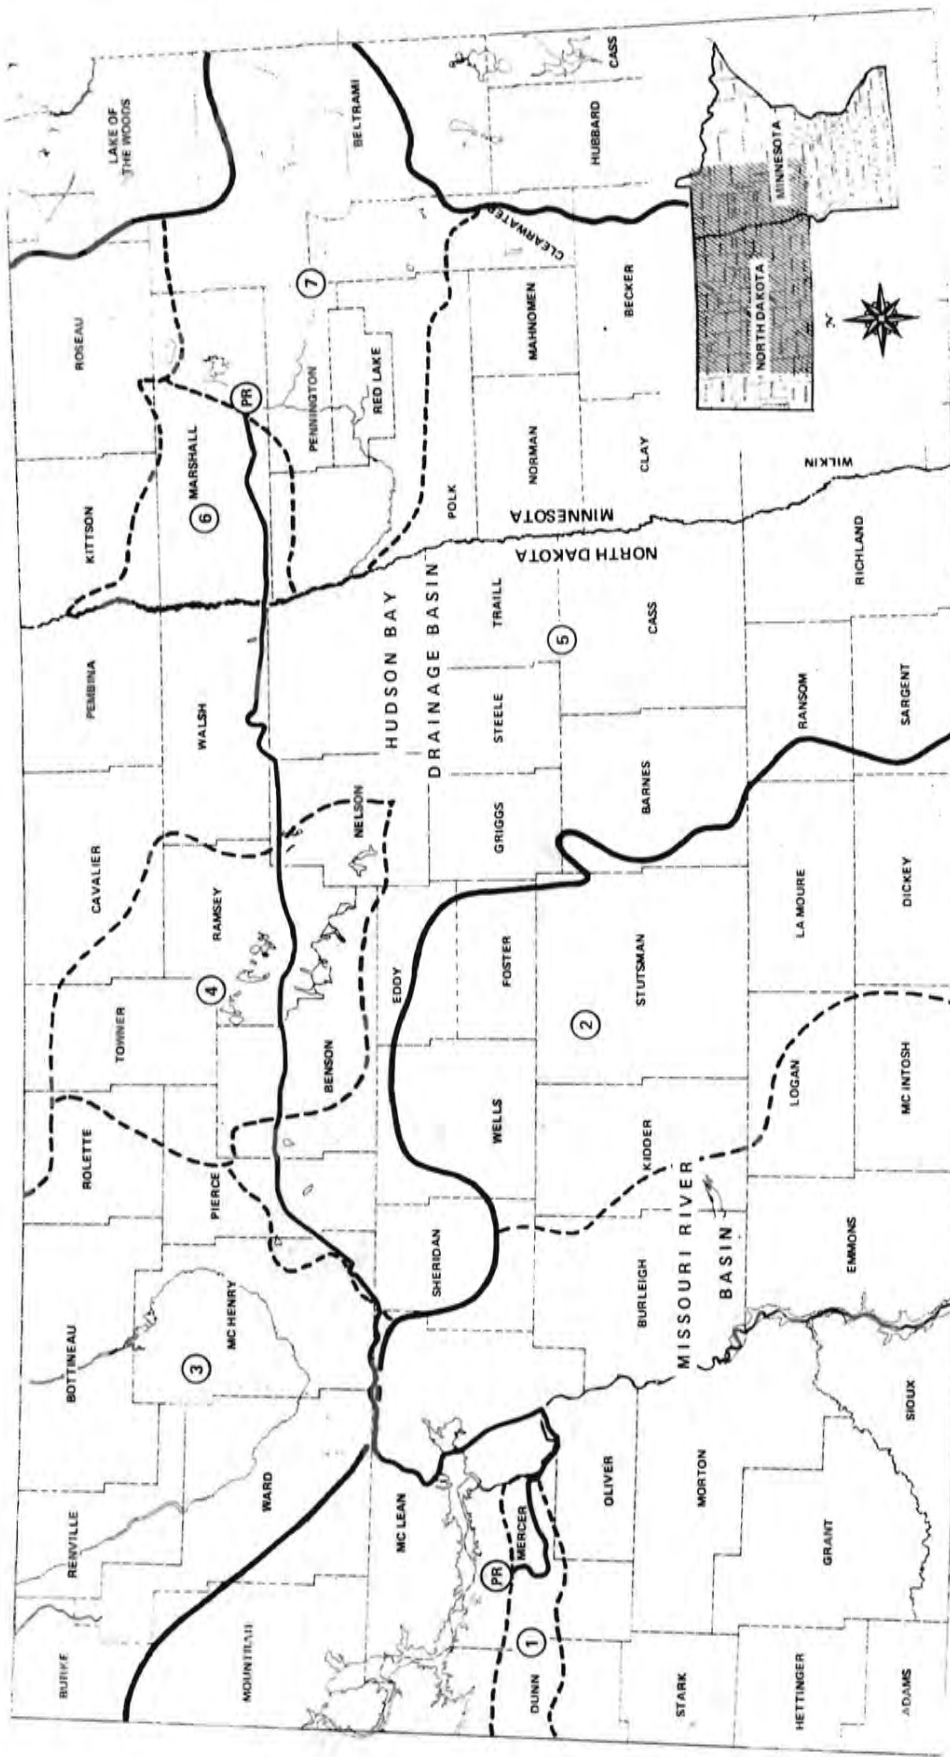 LAKE OF
THE WOODS
ROSEAU
KITTSON
PEMBINA
CAVALIER
TOWNER
ROLETTE
BOTTINEAU
RENVILLE
BURKE
BELTRAMI
7
PENNINGTON
RED LAKE
PR
MARSHALL
6
WALSH
RAMSEY
4
NELSON
BENSON
PIERCE
MC HENRY
3
WARD
MOUNTRAIL
CASS
HUBBARD
CLEARWATER
MAHNOMEN
BECKER
NORMAN
CLAY
POLK
WILKIN
MINNESOTA
NORTH DAKOTA
HUDSON BAY
DRAINAGE BASIN
TRAILL
STEELE
GRIGGS
5
CASS
BARNES
RICHLAND
RANSOM
SARGENT
EDDY
FOSTER
WELLS
SHERIDAN
2
STUTSMAN
KIDDER
BURLEIGH
LA MOURE
DICKEY
LOGAN
MC INTOSH
MISSOURI RIVER
BASIN
EMMONS
MC LEAN
MERCER
PR
OLIVER
MORTON
SIOUX
GRANT
1
DUNN
STARK
HETTINGER
ADAMS
NORTH DAKOTA
MINNESOTA
N